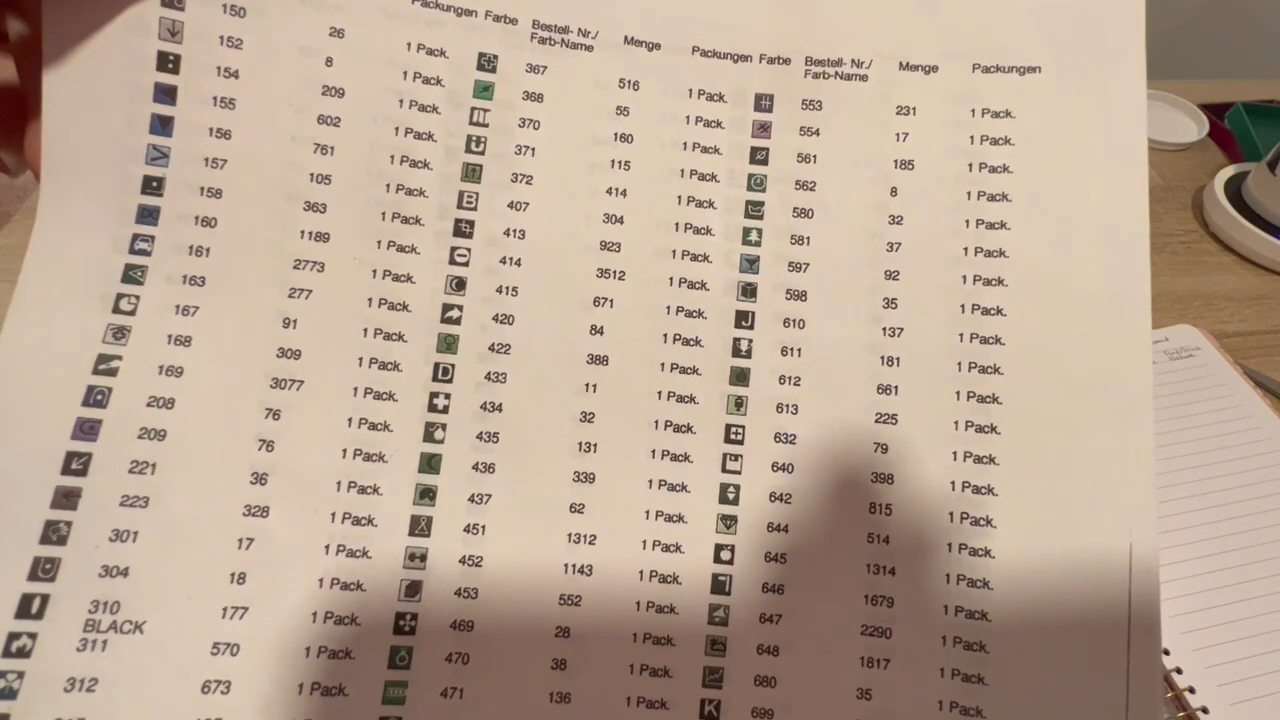 Packungen Farbe Bestell- Nr./ Menge Packungen Farbe Bestell- Nr./ Menge Packungen
Farb-Name Farb-Name
150 26 1 Pack. 367 516 1 Pack. 553 231 1 Pack.
152 8 1 Pack. 368 55 1 Pack. 554 17 1 Pack.
154 209 1 Pack. 370 160 1 Pack. 561 185 1 Pack.
155 602 1 Pack. 371 115 1 Pack. 562 8 1 Pack.
156 761 1 Pack. 372 414 1 Pack. 580 32 1 Pack.
157 105 1 Pack. B 407 304 1 Pack. 581 37 1 Pack.
158 363 1 Pack. 413 923 1 Pack. 597 92 1 Pack.
160 1189 1 Pack. 414 3512 1 Pack. 598 35 1 Pack.
161 2773 1 Pack. 415 671 1 Pack. J 610 137 1 Pack.
163 277 1 Pack. 420 84 1 Pack. 611 181 1 Pack.
167 91 1 Pack. 422 388 1 Pack. 612 661 1 Pack.
168 309 1 Pack. D 433 11 1 Pack. 613 225 1 Pack.
169 3077 1 Pack. 434 32 1 Pack. 632 79 1 Pack.
208 76 1 Pack. 435 131 1 Pack. 640 398 1 Pack.
209 76 1 Pack. 436 339 1 Pack. 642 815 1 Pack.
221 36 1 Pack. 437 62 1 Pack. 644 514 1 Pack.
223 328 1 Pack. 451 1312 1 Pack. 645 1314 1 Pack.
301 17 1 Pack. 452 1143 1 Pack. 646 1679 1 Pack.
304 18 1 Pack. 453 552 1 Pack. 647 2290 1 Pack.
310 177 1 Pack. 469 28 1 Pack. 648 1817 1 Pack.
BLACK
311 570 1 Pack. 470 38 1 Pack. 680 35 1 Pack.
312 673 1 Pack. 471 136 1 Pack. K 699